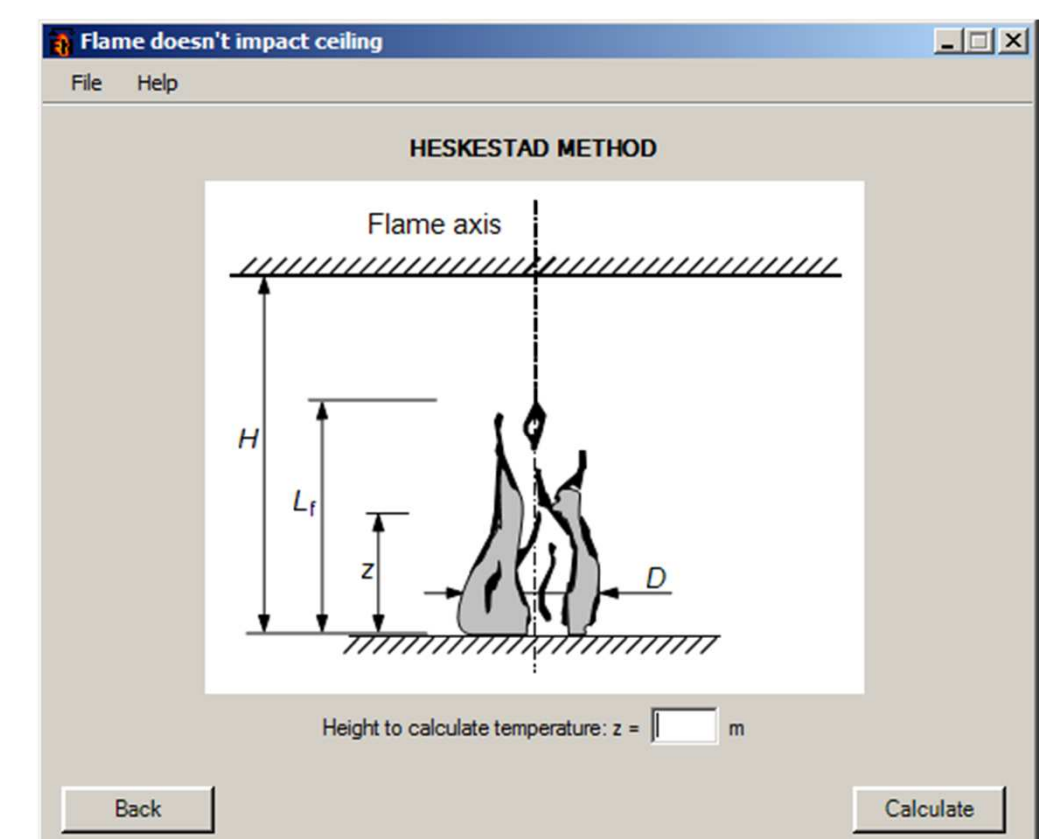 Flame doesn't impact ceiling
File Help
HESKESTAD METHOD
Flame axis
H
Lf
z
D
Height to calculate temperature: z = m
Back Calculate